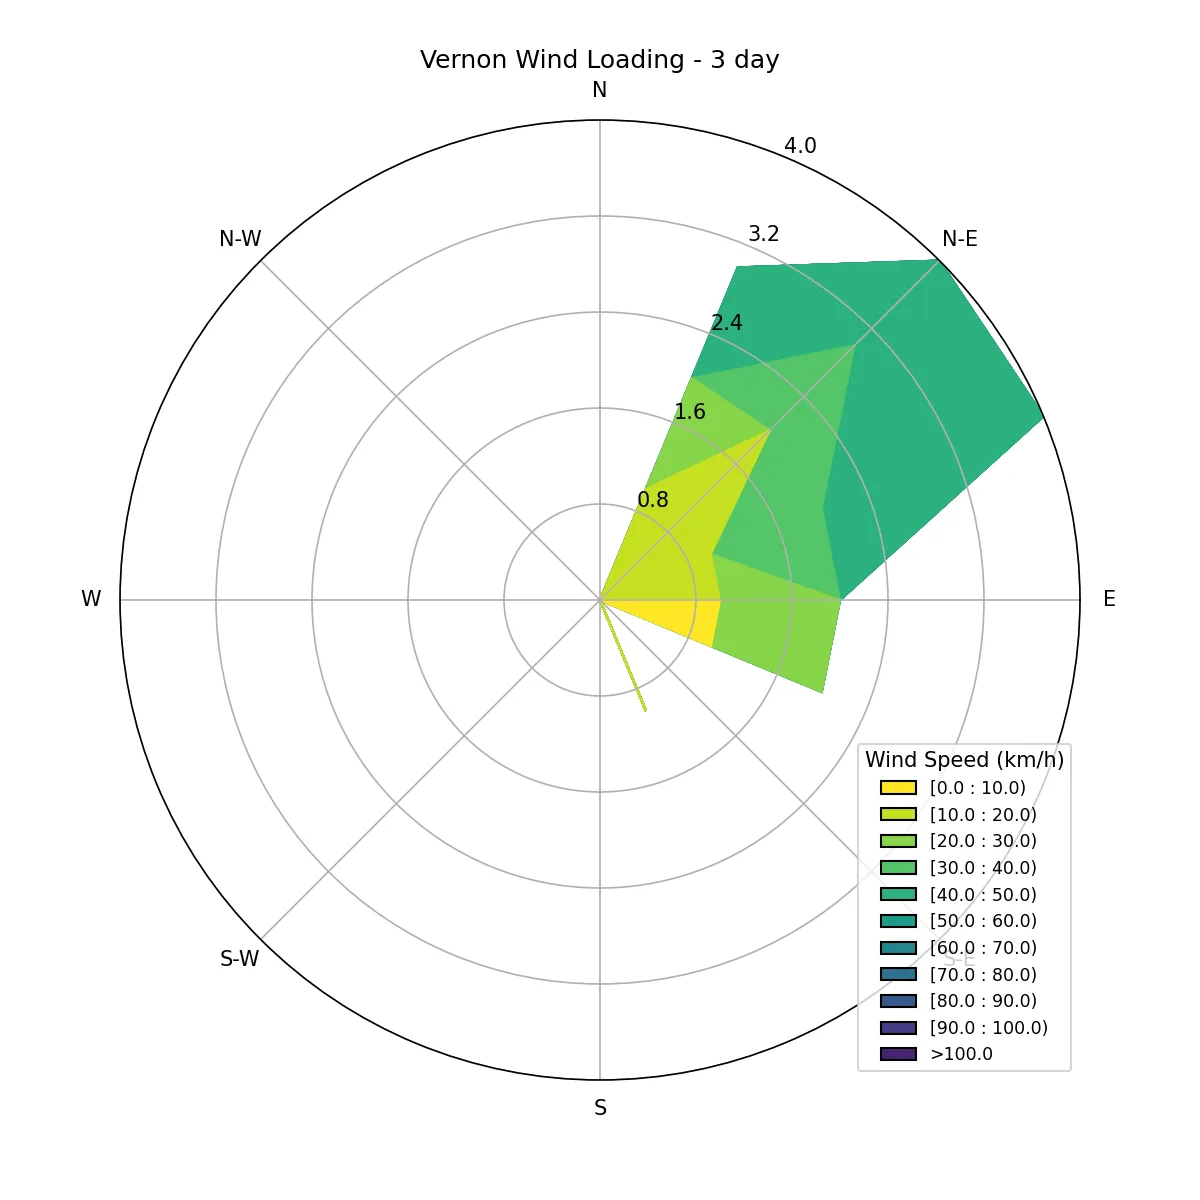 Vernon Wind Loading - 3 day
N
4.0
3.2
N-W
N-E
2.4
1.6
0.8
W
E
Wind Speed (km/h)
[0.0 : 10.0)
[10.0 : 20.0)
[20.0 : 30.0)
[30.0 : 40.0)
[40.0 : 50.0)
[50.0 : 60.0)
[60.0 : 70.0)
[70.0 : 80.0)
[80.0 : 90.0)
[90.0 : 100.0)
>100.0
S-W
S-E
S